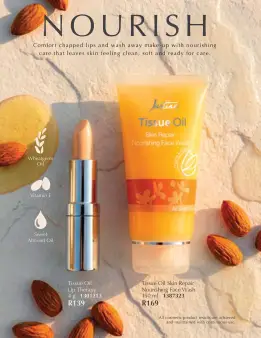 NOURISH
Comfort chapped lips and wash away make-up with nourishing
care that leaves skin feeling clean, soft and ready for care.
Tissue Oil
Skin Repair
Nourishing Face Wash
Wheatgerm
Oil
Vitamin E
Sweet
Almond Oil
Tissue Oil
Lip Therapy
R139
Tissue Oil Skin Repair
Nourishing Face Wash
R169